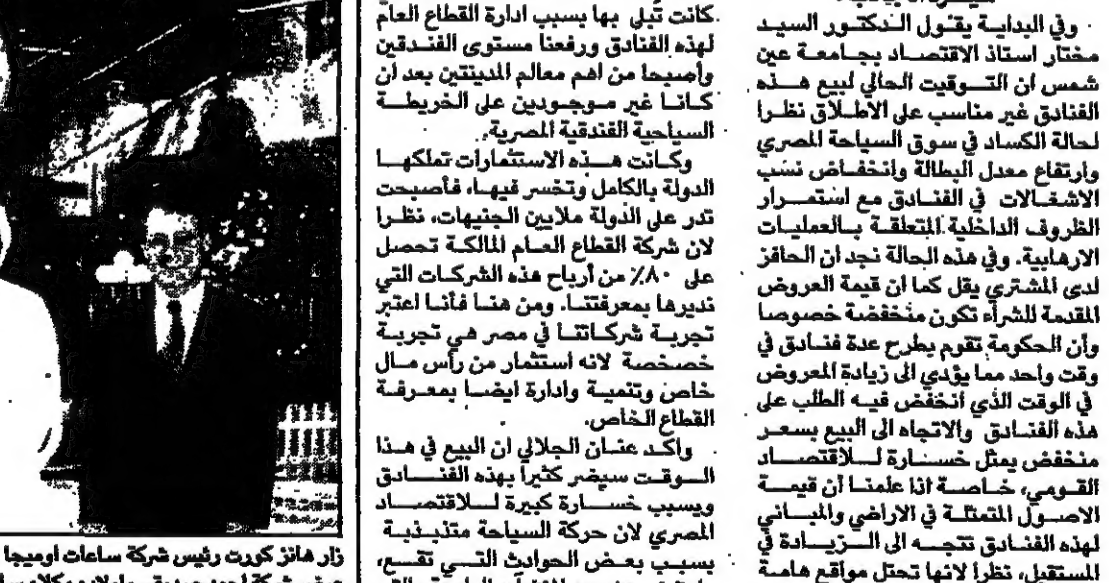 وفي البداية يقول الدكتور السيد
مختار استاذ الاقتصاد بجامعة عين
شمس ان التوقيت الحالي لبيع هذه
الفنادق غير مناسب على الاطلاق نظرا
لحالة الكساد في سوق السياحة المصري
وارتفاع معدل البطالة وانخفاض نسب
الاشغالات في الفنادق مع استمرار
الظروف الداخلية المتعلقة بالعمليات
الارهابية. وفي هذه الحالة نجد ان الحافز
لدى المشتري يقل كما ان قيمة العروض
المقدمة للشراء تكون منخفضة خصوصا
وأن الحكومة تقوم بطرح عدة فنادق في
وقت واحد مما يؤدي الى زيادة المعروض
في الوقت الذي انخفض فيه الطلب على
هذه الفنادق والاتجاه الى البيع بسعر
منخفض يمثل خسارة للاقتصاد
القومي، خاصة اذا علمنا أن قيمة
الاصول المتمثلة في الاراضي والمباني
لهذه الفنادق تتجه الى الزيادة في
المستقبل، نظرا لانها تحتل مواقع هامة
كانت تبلى بها بسبب ادارة القطاع العام
لهذه الفنادق ورفعنا مستوى الفندقين
وأصبحا من اهم معالم المدينتين بعد ان
كانا غير موجودين على الخريطة
السياحية الفندقية المصرية.
وكانت هذه الاستثمارات تملكها
الدولة بالكامل وتخسر فيها، فأصبحت
تدر على الدولة ملايين الجنيهات، نظرا
لان شركة القطاع العام المالكة تحصل
على ٨٠٪ من أرباح هذه الشركات التي
نديرها بمعرفتنا. ومن هنا فأنا اعتبر
تجربة شركاتنا في مصر هي تجربة
خصخصة لانه استثمار من رأس مال
خاص وتنمية وادارة ايضا بمعرفة
القطاع الخاص.
واكد عنان الجلالي ان البيع في هذا
الوقت سيضر كثيراً بهذه الفنادق
ويسبب خسارة كبيرة للاقتصاد
المصري لان حركة السياحة متذبذبة
بسبب بعض الحوادث التي تقع،
زار هانز كورت رئيس شركة ساعات اوميجا